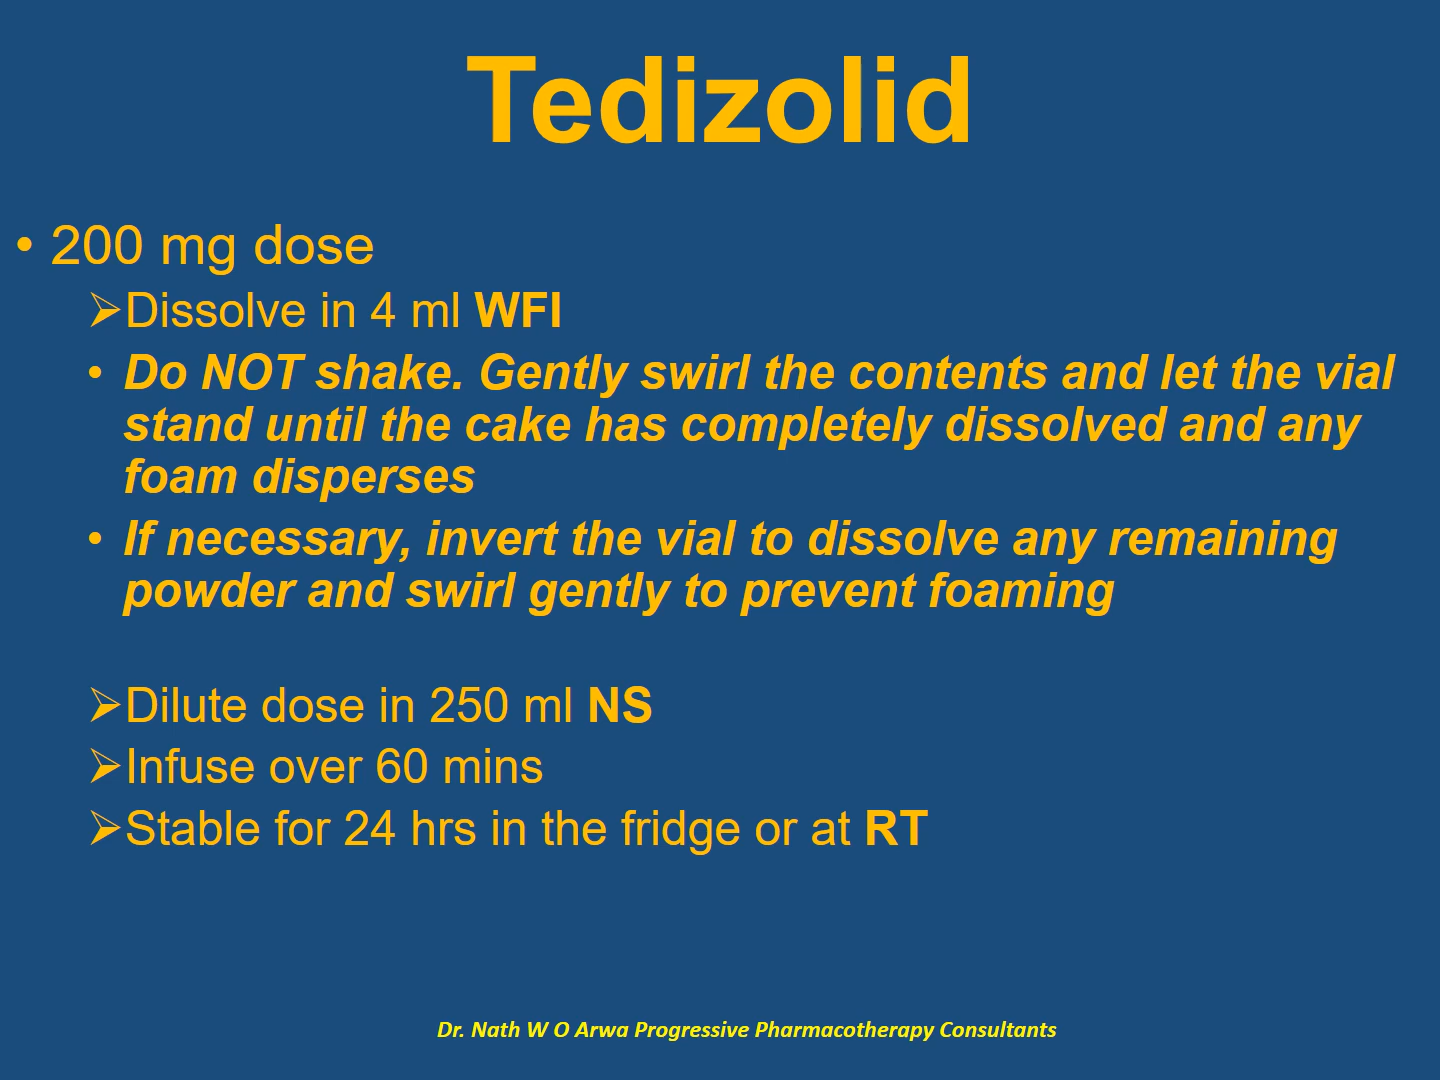 Tedizolid
• 200 mg dose
➢Dissolve in 4 ml WFI
• Do NOT shake. Gently swirl the contents and let the vial
stand until the cake has completely dissolved and any
foam disperses
• If necessary, invert the vial to dissolve any remaining
powder and swirl gently to prevent foaming
➢Dilute dose in 250 ml NS
➢Infuse over 60 mins
➢Stable for 24 hrs in the fridge or at RT
Dr. Nath W O Arwa Progressive Pharmacotherapy Consultants